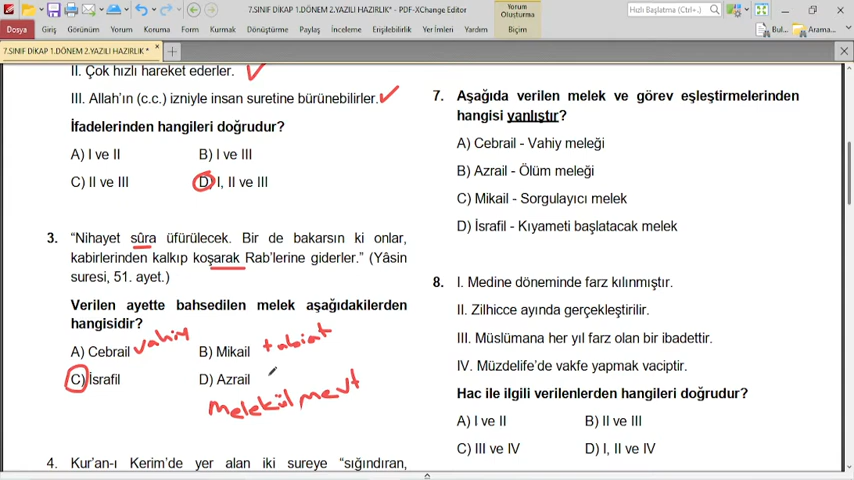 7.SINIF DİKAP 1.DÖNEM 2.YAZILI HAZIRLIK * - PDF-XChange Editor
Yorum Oluşturma
Hızlı Başlatma (Ctrl+.)
Dosya Giriş Görünüm Yorum Koruma Form Kurmak Dönüştürme Paylaş İnceleme Erişilebilirlik Yer İmleri Yardım Biçim Bul... Arama...
7.SINIF DİKAP 1.DÖNEM 2.YAZILI HAZIRLIK *
II. Çok hızlı hareket ederler.
III. Allah'ın (c.c.) izniyle insan suretine bürünebilirler.
İfadelerinden hangileri doğrudur?
A) I ve II B) I ve III
C) II ve III D) I, II ve III
3. "Nihayet sûra üfürülecek. Bir de bakarsın ki onlar,
kabirlerinden kalkıp koşarak Rab'lerine giderler." (Yâsin
suresi, 51. ayet.)
Verilen ayette bahsedilen melek aşağıdakilerden
hangisidir?
A) Cebrail vahiy B) Mikail tabiat
C) İsrafil D) Azrail
Melekül mevt
4. Kur'an-ı Kerim'de yer alan iki sureye "sığındıran,
7. Aşağıda verilen melek ve görev eşleştirmelerinden
hangisi yanlıştır?
A) Cebrail - Vahiy meleği
B) Azrail - Ölüm meleği
C) Mikail - Sorgulayıcı melek
D) İsrafil - Kıyameti başlatacak melek
8. I. Medine döneminde farz kılınmıştır.
II. Zilhicce ayında gerçekleştirilir.
III. Müslümana her yıl farz olan bir ibadettir.
IV. Müzdelife'de vakfe yapmak vaciptir.
Hac ile ilgili verilenlerden hangileri doğrudur?
A) I ve II B) II ve III
C) III ve IV D) I, II ve IV